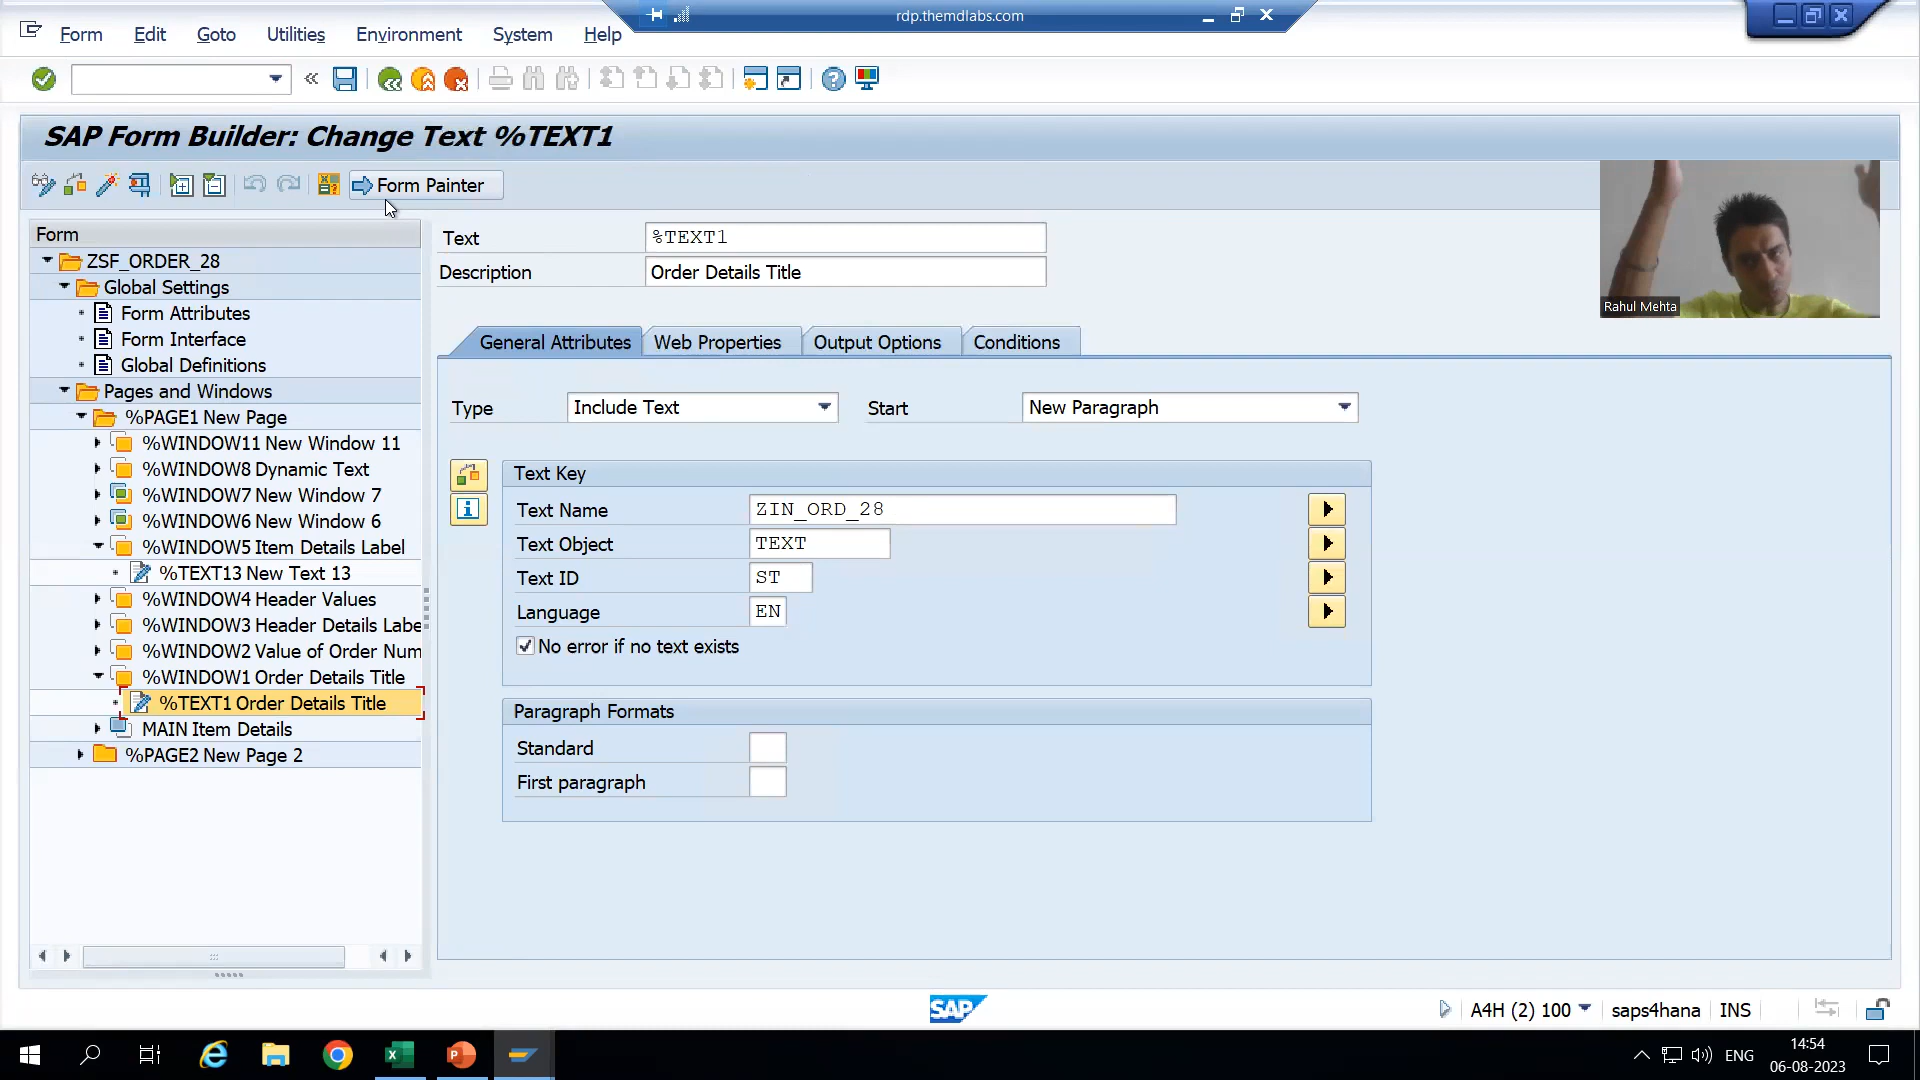 rdp.themdlabs.com
Form Edit Goto Utilities Environment System Help
SAP Form Builder: Change Text %TEXT1
Form Painter
Form
ZSF_ORDER_28
Global Settings
Form Attributes
Form Interface
Global Definitions
Pages and Windows
%PAGE1 New Page
%WINDOW11 New Window 11
%WINDOW8 Dynamic Text
%WINDOW7 New Window 7
%WINDOW6 New Window 6
%WINDOW5 Item Details Label
%TEXT13 New Text 13
%WINDOW4 Header Values
%WINDOW3 Header Details Labe
%WINDOW2 Value of Order Num
%WINDOW1 Order Details Title
%TEXT1 Order Details Title
MAIN Item Details
%PAGE2 New Page 2
Text %TEXT1
Description Order Details Title
General Attributes Web Properties Output Options Conditions
Type Include Text Start New Paragraph
Text Key
Text Name ZIN_ORD_28
Text Object TEXT
Text ID ST
Language EN
No error if no text exists
Paragraph Formats
Standard
First paragraph
Rahul Mehta
SAP
A4H (2) 100 saps4hana INS
ENG
14:54
06-08-2023